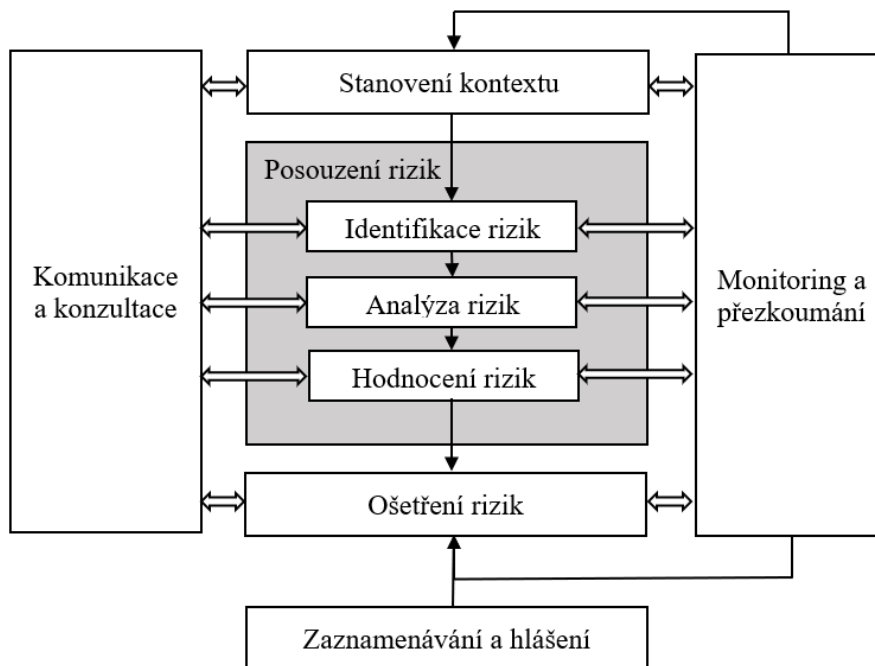 Stanovení kontextu
Posouzení rizik
Identifikace rizik
Komunikace
a konzultace
Analýza rizik
Monitoring a
přezkoumání
Hodnocení rizik
Ošetření rizik
Zaznamenávání a hlášení